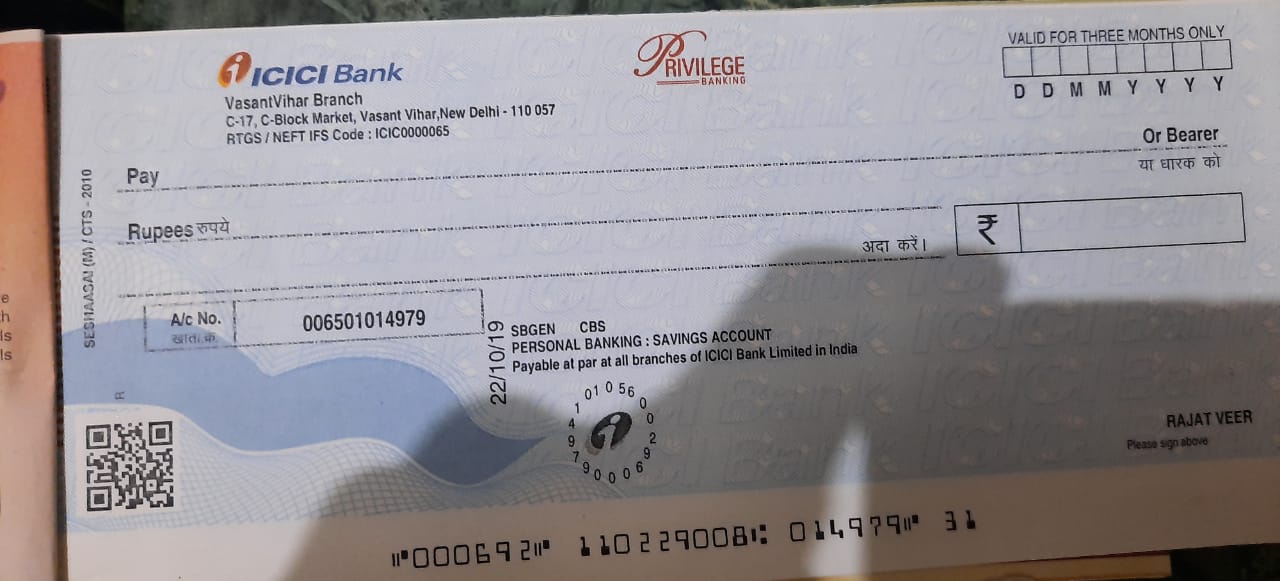 ICICI Bank
PRIVILEGE
BANKING
VALID FOR THREE MONTHS ONLY
D D M M Y Y Y Y
VasantVihar Branch
C-17, C-Block Market, Vasant Vihar,New Delhi - 110 057
RTGS / NEFT IFS Code : ICIC0000065
Pay
Or Bearer
या धारक को
Rupees रुपये
अदा करें।
₹
A/c No.
खाता.क्र.
006501014979
SESHAASAI (M) / CTS - 2010
22/10/19
SBGEN CBS
PERSONAL BANKING : SAVINGS ACCOUNT
Payable at par at all branches of ICICI Bank Limited in India
RAJAT VEER
Please sign above
⑈000692⑈ 110229008⑆ 014979⑈ 31